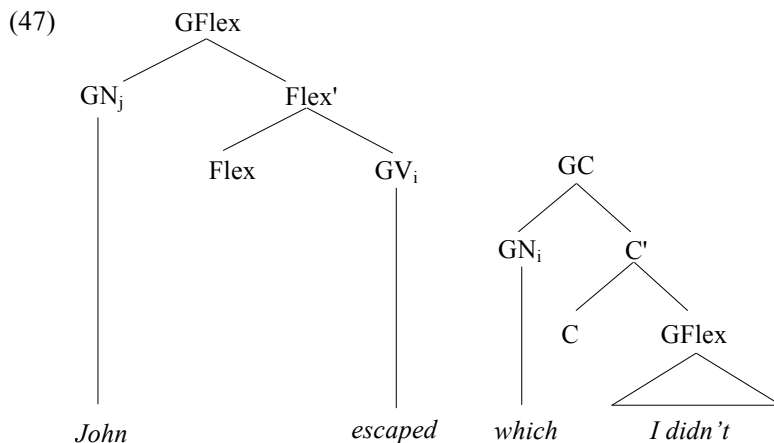 (47) GFlex
GNj Flex'
Flex GVi GC
GNi C'
C GFlex
John escaped which I didn't